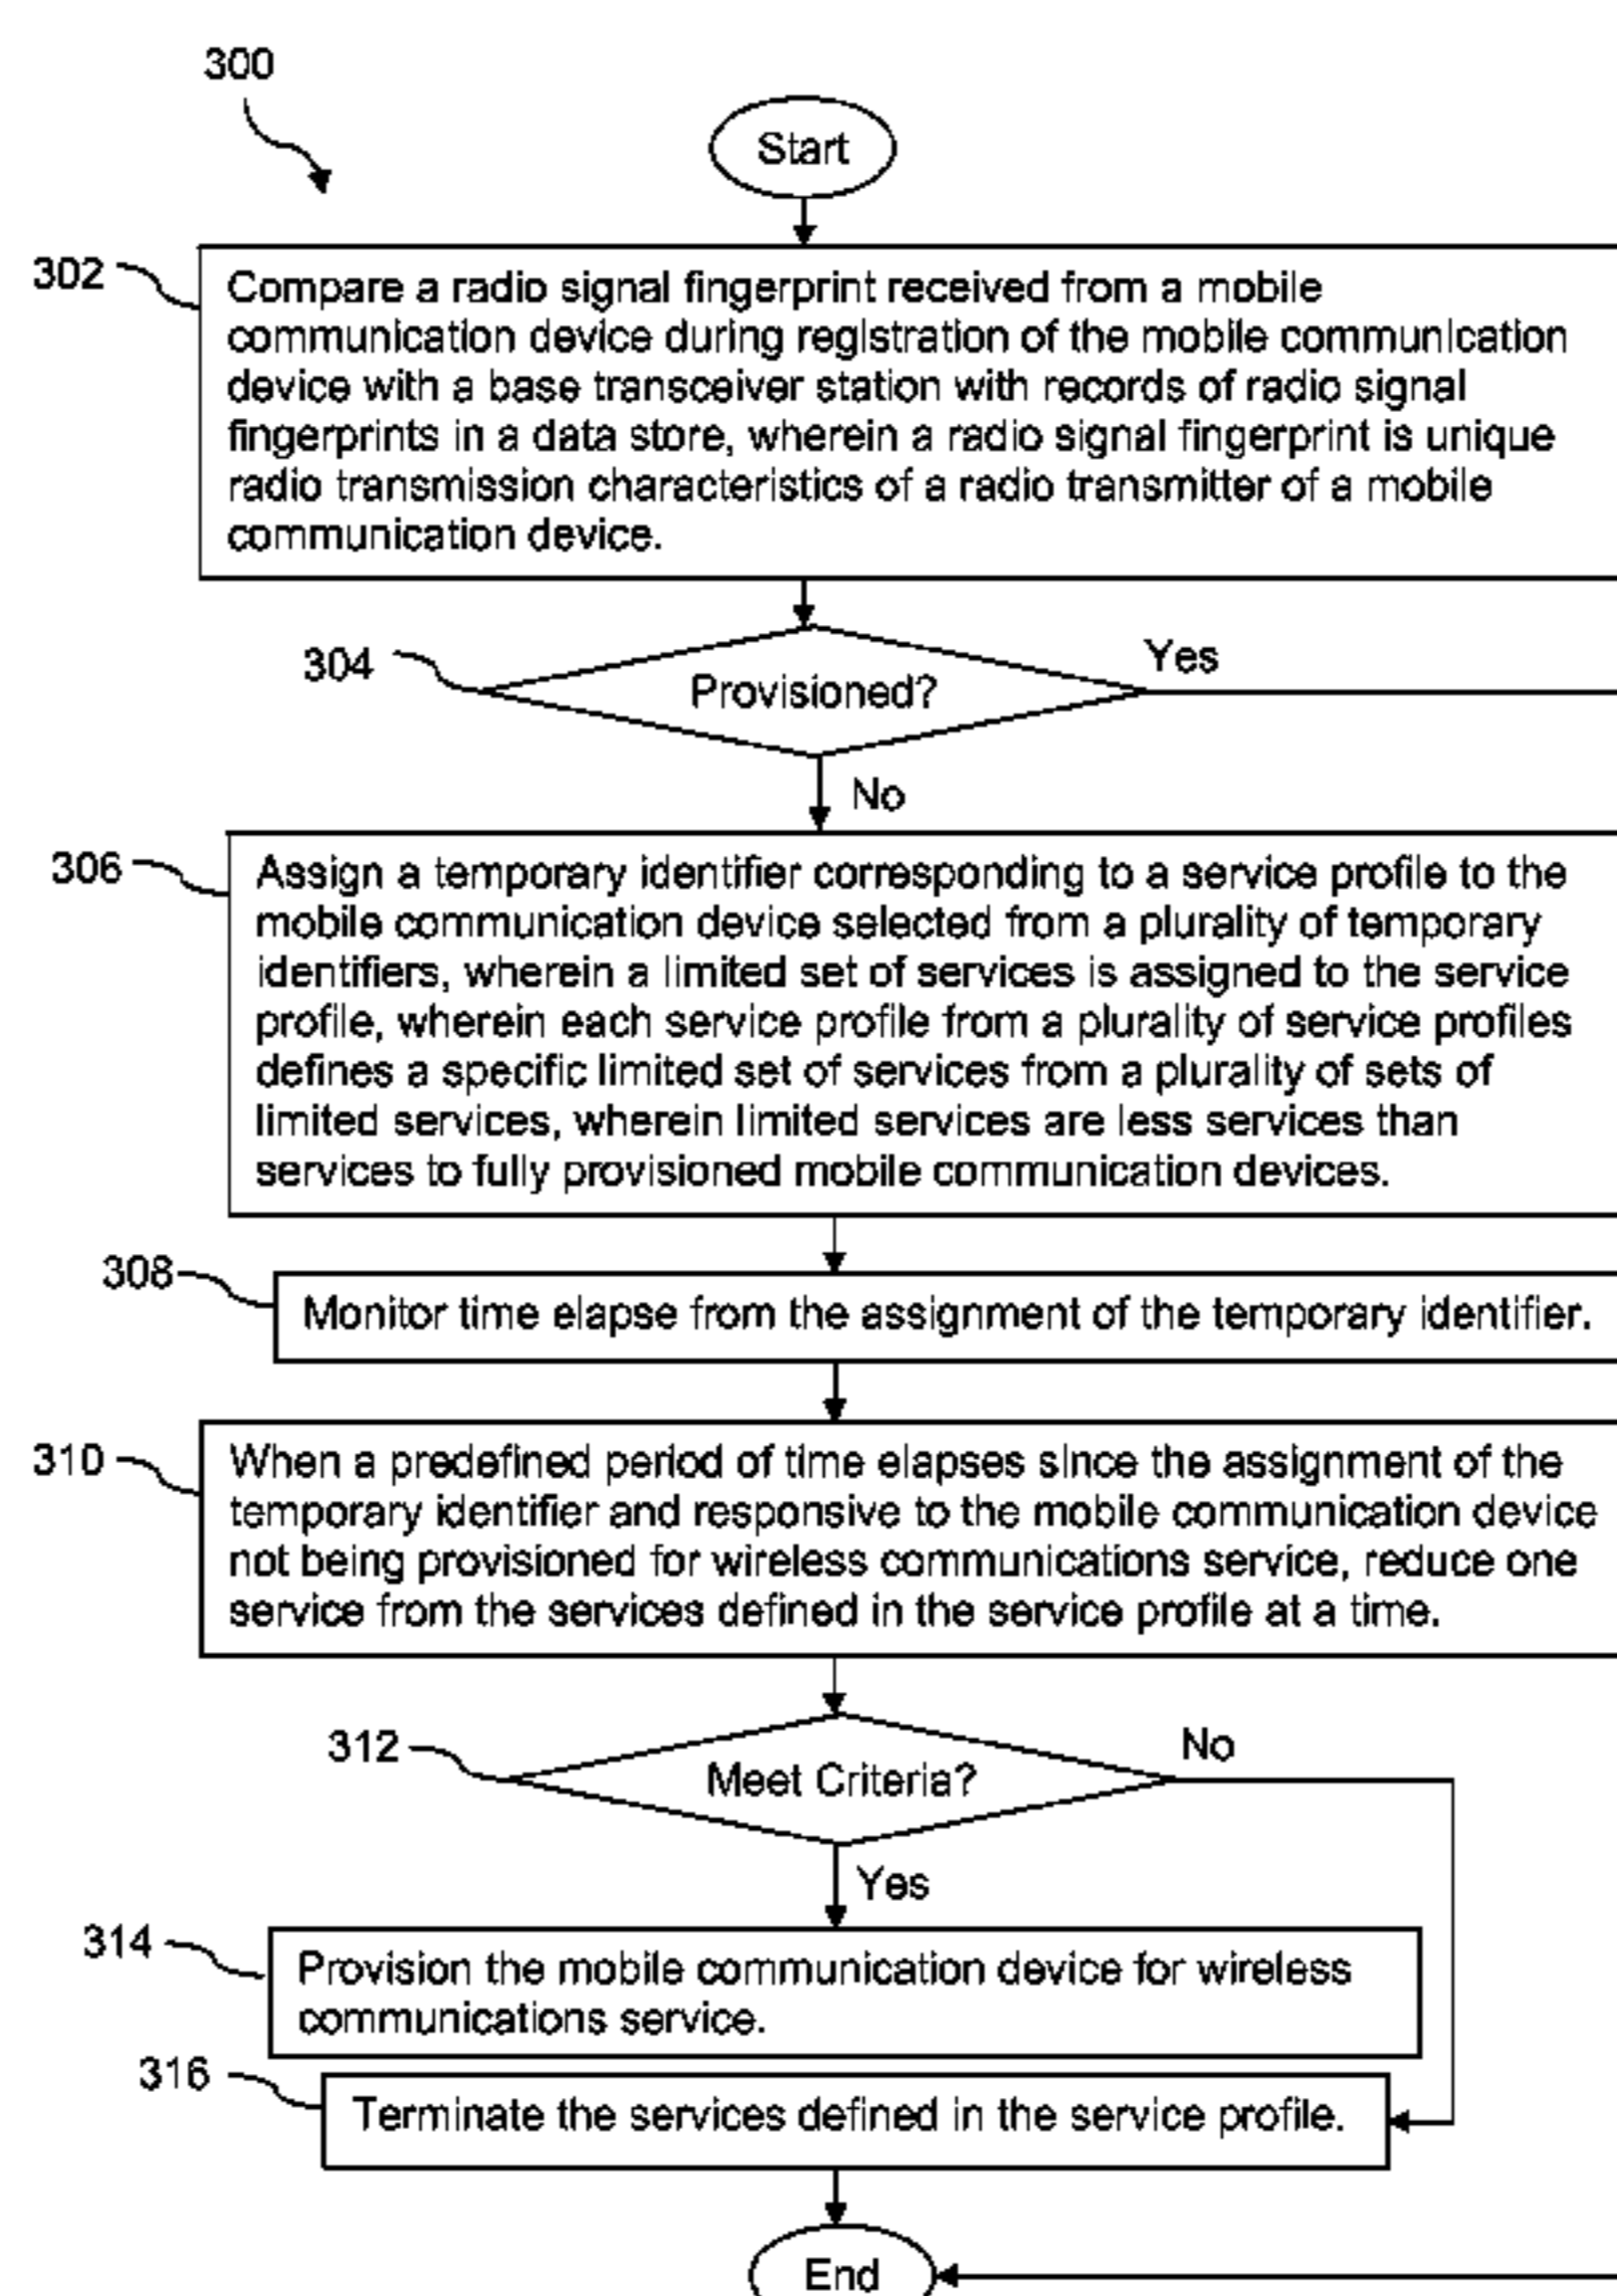 300
Start
302
Compare a radio signal fingerprint received from a mobile
communication device during registration of the mobile communication
device with a base transceiver station with records of radio signal
fingerprints in a data store, wherein a radio signal fingerprint is unique
radio transmission characteristics of a radio transmitter of a mobile
communication device.
304
Provisioned?
Yes
No
306
Assign a temporary identifier corresponding to a service profile to the
mobile communication device selected from a plurality of temporary
identifiers, wherein a limited set of services is assigned to the service
profile, wherein each service profile from a plurality of service profiles
defines a specific limited set of services from a plurality of sets of
limited services, wherein limited services are less services than
services to fully provisioned mobile communication devices.
308
Monitor time elapse from the assignment of the temporary identifier.
310
When a predefined period of time elapses since the assignment of the
temporary identifier and responsive to the mobile communication device
not being provisioned for wireless communications service, reduce one
service from the services defined in the service profile at a time.
312
Meet Criteria?
No
Yes
314
Provision the mobile communication device for wireless
communications service.
316
Terminate the services defined in the service profile.
End